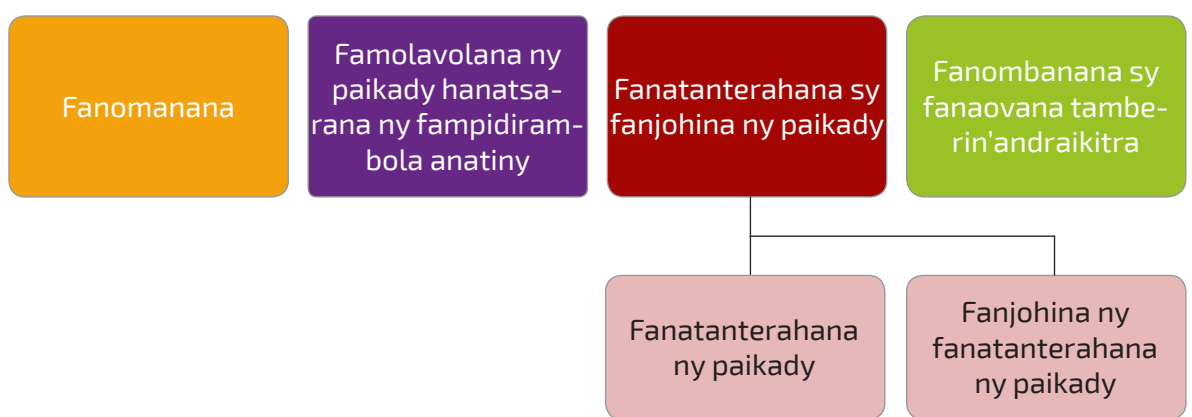 Fanomanana
Famolavolana ny
paikady hanatsa-
rana ny fampidiram-
bola anatiny
Fanatanterahana sy
fanjohina ny paikady
Fanombanana sy
fanaovana tambe-
rin'andraikitra
Fanatanterahana
ny paikady
Fanjohina ny
fanatanterahana
ny paikady